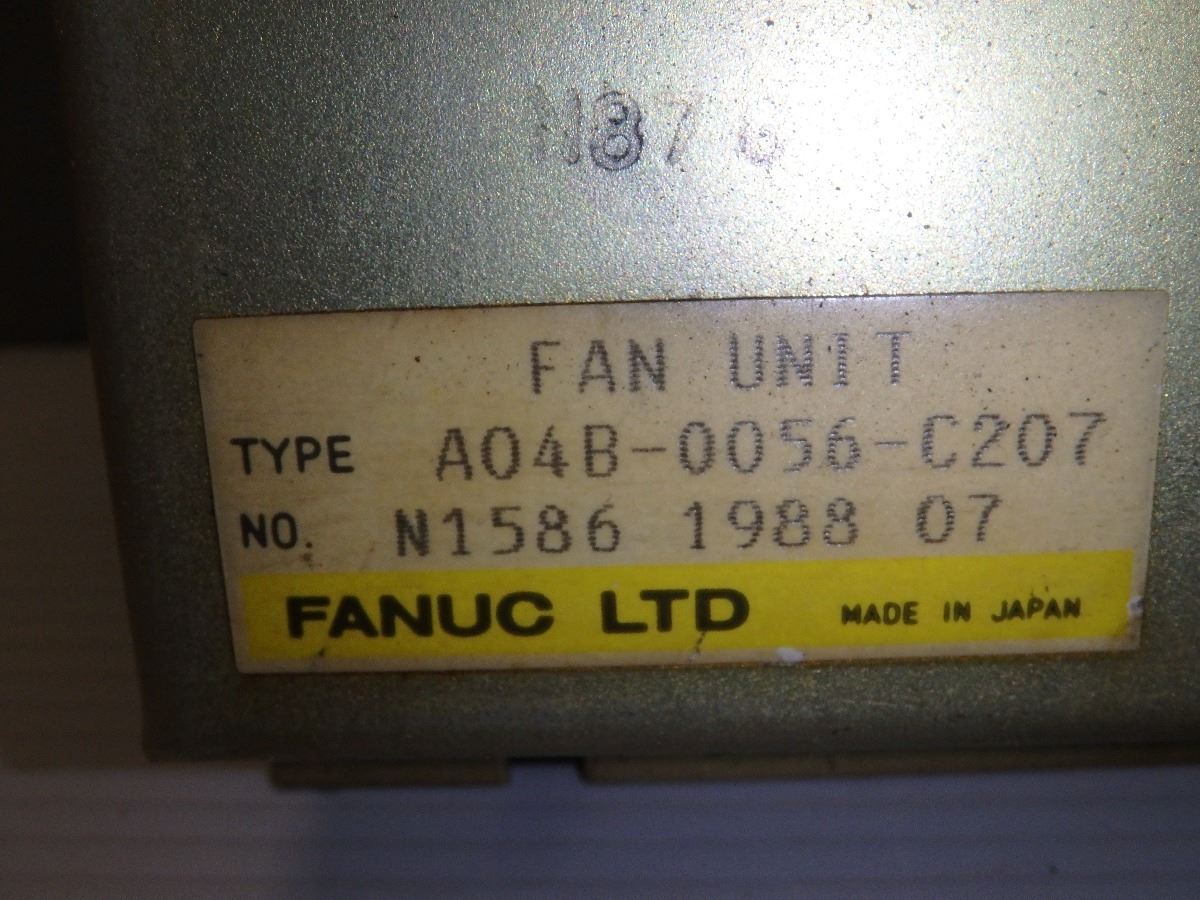 FAN UNIT
TYPE A04B-0056-C207
NO. N1586 1988 07
FANUC LTD MADE IN JAPAN